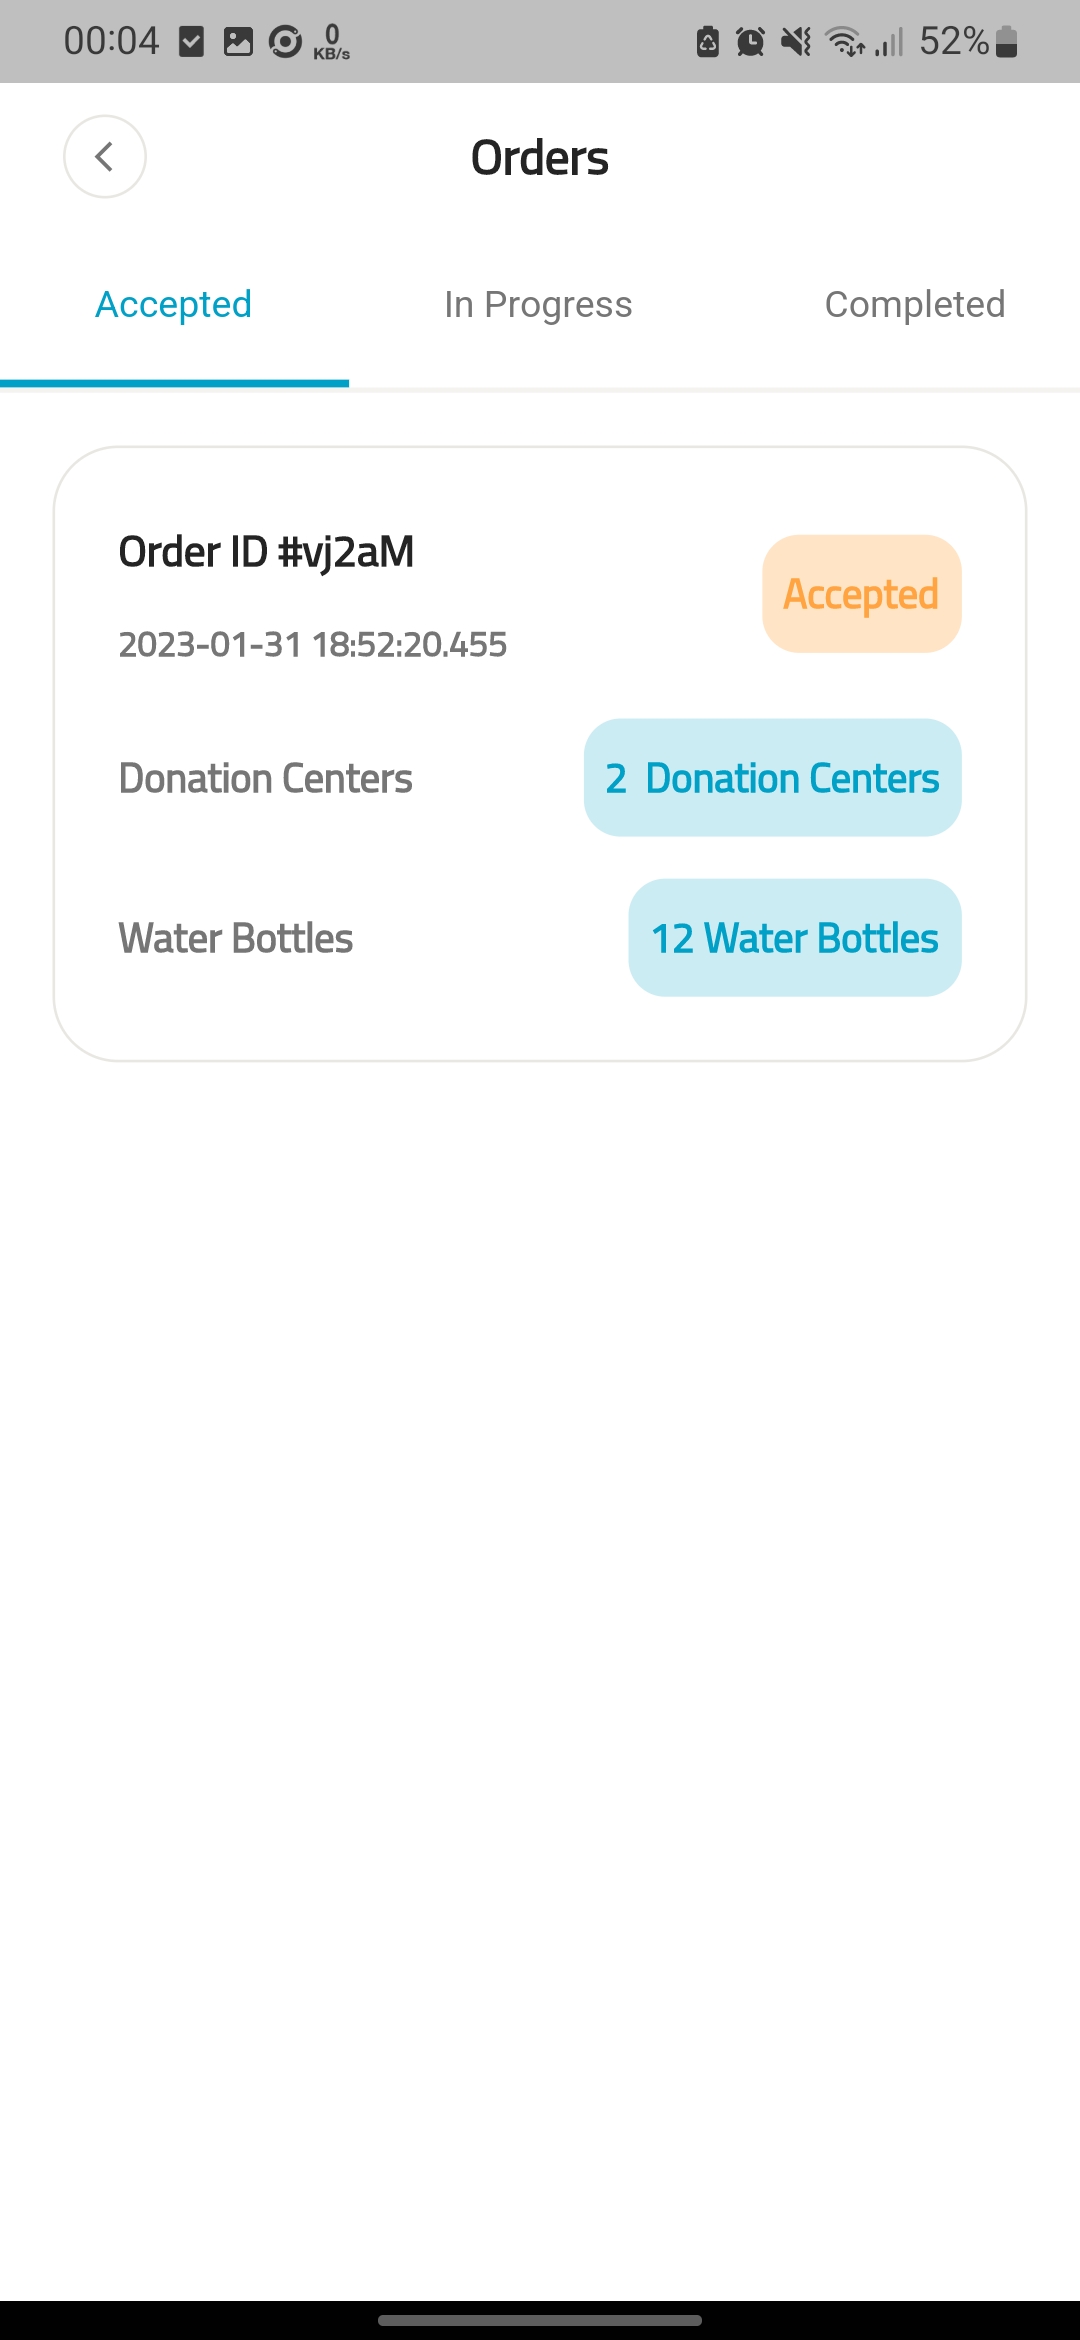 00:04 0 KB/s 52%
Orders
Accepted In Progress Completed
Order ID #vj2aM
Accepted
2023-01-31 18:52:20.455
Donation Centers 2 Donation Centers
Water Bottles 12 Water Bottles